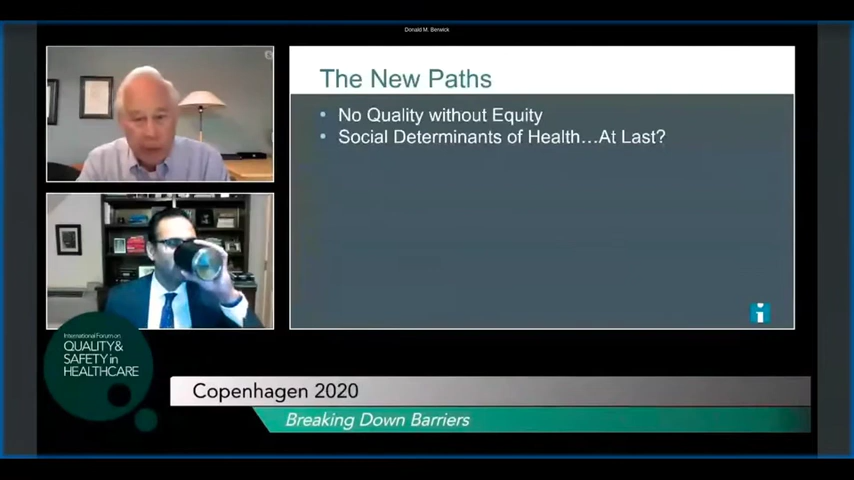 Donald M. Berwick
The New Paths
• No Quality without Equity
• Social Determinants of Health...At Last?
International Forum on
QUALITY &
SAFETY in
HEALTHCARE
Copenhagen 2020
Breaking Down Barriers